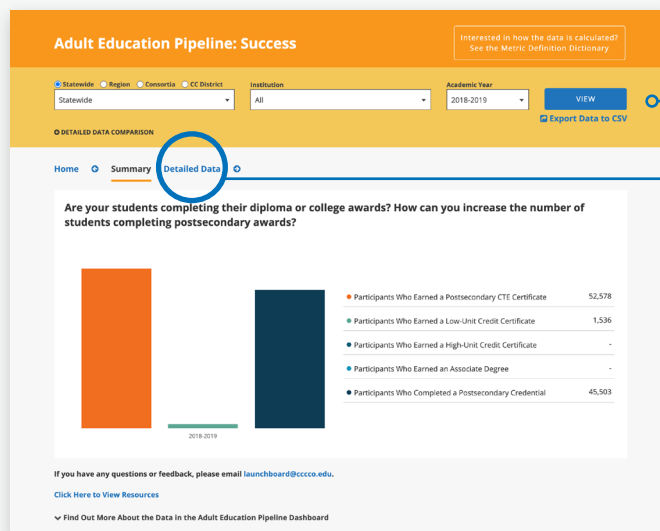 Adult Education Pipeline: Success
Interested in how the data is calculated?
See the Metric Definition Dictionary
Statewide Region Consortia CC District
Institution
Academic Year
Statewide
All
2018-2019
VIEW
Export Data to CSV
DETAILED DATA COMPARISON
Home Summary Detailed Data
Are your students completing their diploma or college awards? How can you increase the number of
students completing postsecondary awards?
Participants Who Earned a Postsecondary CTE Certificate 52,578
Participants Who Earned a Low-Unit Credit Certificate 1,536
Participants Who Earned a High-Unit Credit Certificate -
Participants Who Earned an Associate Degree -
Participants Who Completed a Postsecondary Credential 45,503
2018-2019
If you have any questions or feedback, please email launchboard@cccco.edu.
Click Here to View Resources
Find Out More About the Data in the Adult Education Pipeline Dashboard